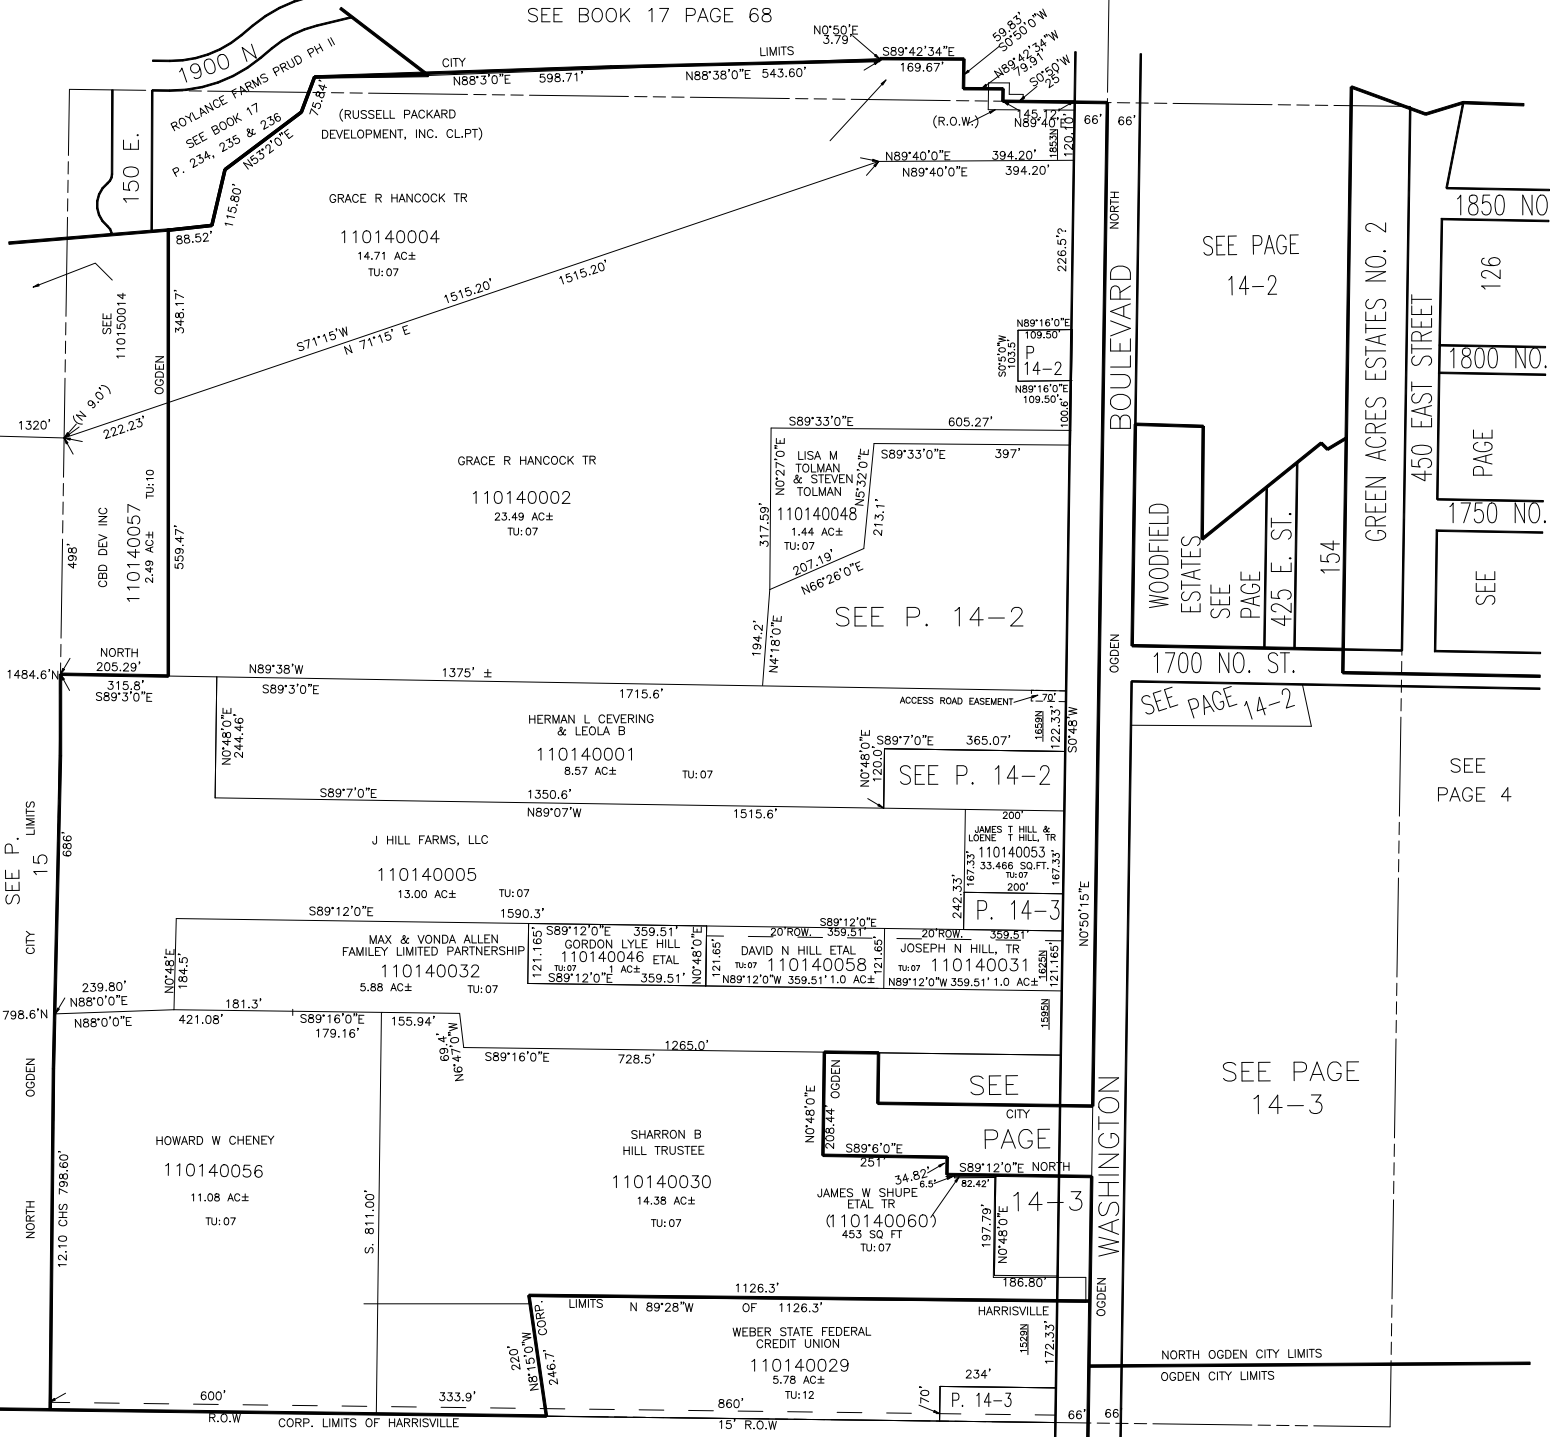 SEE BOOK 17 PAGE 68
1900 N
CITY
LIMITS
N88°3'0"E
598.71'
N88°38'0"E
543.60'
N0°50'E
3.79'
S89°42'34"E
169.67'
59.83'
S0°50'0"W
N89°42'34"W
79.91'
S0°50'W
25'
(R.O.W.)
145.12'
N89°40'E
1853N
120.10'
66'
66'
ROYLANCE FARMS PRUD PH II
SEE BOOK 17
P. 234, 235 & 236
75.84'
N53°2'0"E
115.80'
88.52'
150 E.
(RUSSELL PACKARD
DEVELOPMENT, INC. CL.PT)
GRACE R HANCOCK TR
110140004
14.71 AC±
TU:07
N89°40'0"E
394.20'
N89°40'0"E
394.20'
1515.20'
1515.20'
S71°15'W
N 71°15' E
SEE
110150014
348.17'
OGDEN
(N 9.0')
222.23'
1320'
226.5'?
N89°16'0"E
109.50'
S0°5'0"W
103.5'
P
14-2
N89°16'0"E
109.50'
100.6'
NORTH
BOULEVARD
SEE PAGE
14-2
GREEN ACRES ESTATES NO. 2
450 EAST STREET
1850 NO
126
1800 NO.
PAGE
1750 NO.
SEE
GRACE R HANCOCK TR
110140002
23.49 AC±
TU:07
S89°33'0"E
605.27'
S89°33'0"E
397'
N0°27'0"E
317.59'
LISA M
TOLMAN
& STEVEN
TOLMAN
110140048
1.44 AC±
TU:07
N5°32'0"E
213.1'
207.19'
N66°26'0"E
194.2'
N4°18'0"E
SEE P. 14-2
CBD DEV INC
110140057
2.49 AC±
TU:10
498'
559.47'
WOODFIELD
ESTATES
SEE
PAGE
425 E. ST.
154
1700 NO. ST.
SEE PAGE 14-2
OGDEN
1484.6'N
NORTH
205.29'
315.8'
S89°3'0"E
N89°38'W
1375' ±
S89°3'0"E
1715.6'
ACCESS ROAD EASEMENT
70'
1659N
122.33'
S0°48'W
HERMAN L CEVERING
& LEOLA B
110140001
8.57 AC±
TU:07
N0°48'0"E
244.46'
N0°48'0"E
120.0'
S89°7'0"E
365.07'
SEE P. 14-2
S89°7'0"E
1350.6'
N89°07'W
1515.6'
SEE
PAGE 4
SEE P.
15
LIMITS
CITY
686'
J HILL FARMS, LLC
110140005
13.00 AC±
TU:07
200'
JAMES T HILL &
LOENE T HILL, TR
110140053
33.466 SQ.FT.
TU:07
200'
167.33'
167.33'
242.33'
P. 14-3
N0°50'15"E
S89°12'0"E
1590.3'
MAX & VONDA ALLEN
FAMILEY LIMITED PARTNERSHIP
110140032
5.88 AC±
TU:07
N0°48'E
184.5'
S89°12'0"E
359.51'
GORDON LYLE HILL
110140046 ETAL
TU:07
1 AC±
S89°12'0"E
359.51'
121.165'
N0°48'0"E
S89°12'0"E
20'ROW.
359.51'
DAVID N HILL ETAL
TU:07
110140058
121.65'
121.65'
N89°12'0"W 359.51' 1.0 AC±
20'ROW.
359.51'
JOSEPH N HILL, TR
TU:07
110140031
N89°12'0"W 359.51' 1.0 AC±
1625N
121.165'
1595N
239.80'
N88°0'0"E
798.6'N
N88°0'0"E
181.3'
421.08'
S89°16'0"E
179.16'
155.94'
69.4'
N6°47'0"W
S89°16'0"E
1265.0'
728.5'
OGDEN
NORTH
12.10 CHS 798.60'
HOWARD W CHENEY
110140056
11.08 AC±
TU:07
S. 811.00'
SHARRON B
HILL TRUSTEE
110140030
14.38 AC±
TU:07
N0°48'0"E
208.44'
OGDEN
SEE
CITY
PAGE
14-3
S89°6'0"E
251'
34.82'
6.5'
S89°12'0"E
NORTH
82.42'
JAMES W SHUPE
ETAL TR
(110140060)
453 SQ FT
TU:07
197.79'
N0°48'0"E
186.80'
WASHINGTON
OGDEN
SEE PAGE
14-3
1126.3'
LIMITS
N 89°28"W
OF
1126.3'
HARRISVILLE
CORP.
220'
N8°15'0"W
246.7'
WEBER STATE FEDERAL
CREDIT UNION
110140029
5.78 AC±
TU:12
1529N
172.33'
234'
70'
P. 14-3
NORTH OGDEN CITY LIMITS
OGDEN CITY LIMITS
600'
R.O.W
CORP. LIMITS OF HARRISVILLE
333.9'
860'
15' R.O.W
66'
66